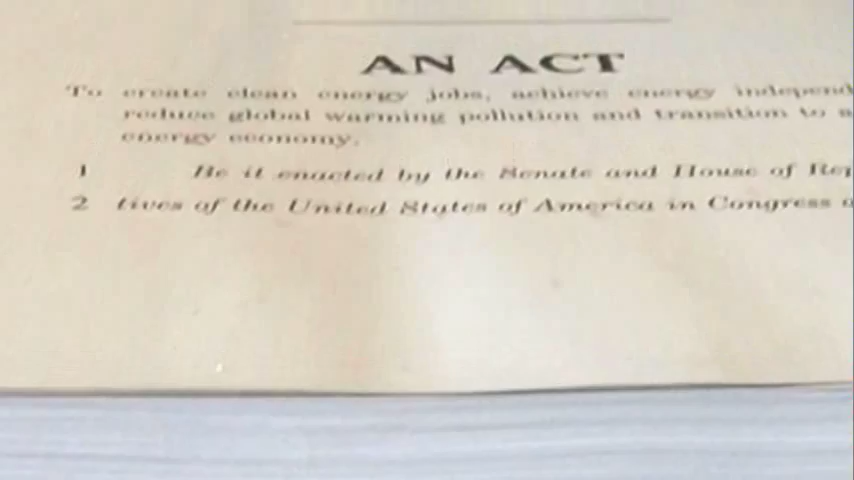 AN ACT
To create clean energy jobs, achieve energy independ
reduce global warming pollution and transition to a
energy economy.
1 Be it enacted by the Senate and House of Rep
2 tives of the United States of America in Congress a